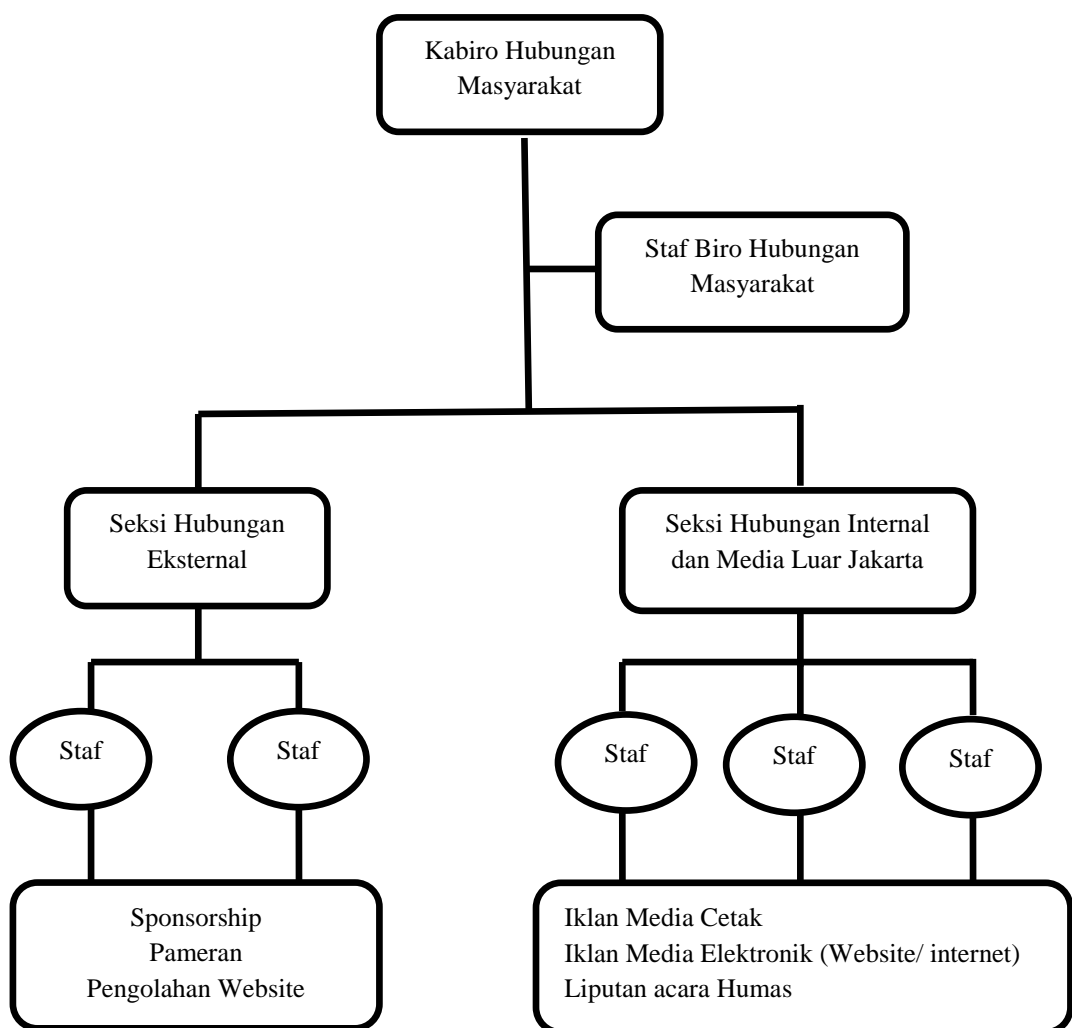 Kabiro Hubungan
Masyarakat
Staf Biro Hubungan
Masyarakat
Seksi Hubungan
Eksternal
Seksi Hubungan Internal
dan Media Luar Jakarta
Staf
Staf
Staf
Staf
Staf
Sponsorship
Pameran
Pengolahan Website
Iklan Media Cetak
Iklan Media Elektronik (Website/ internet)
Liputan acara Humas